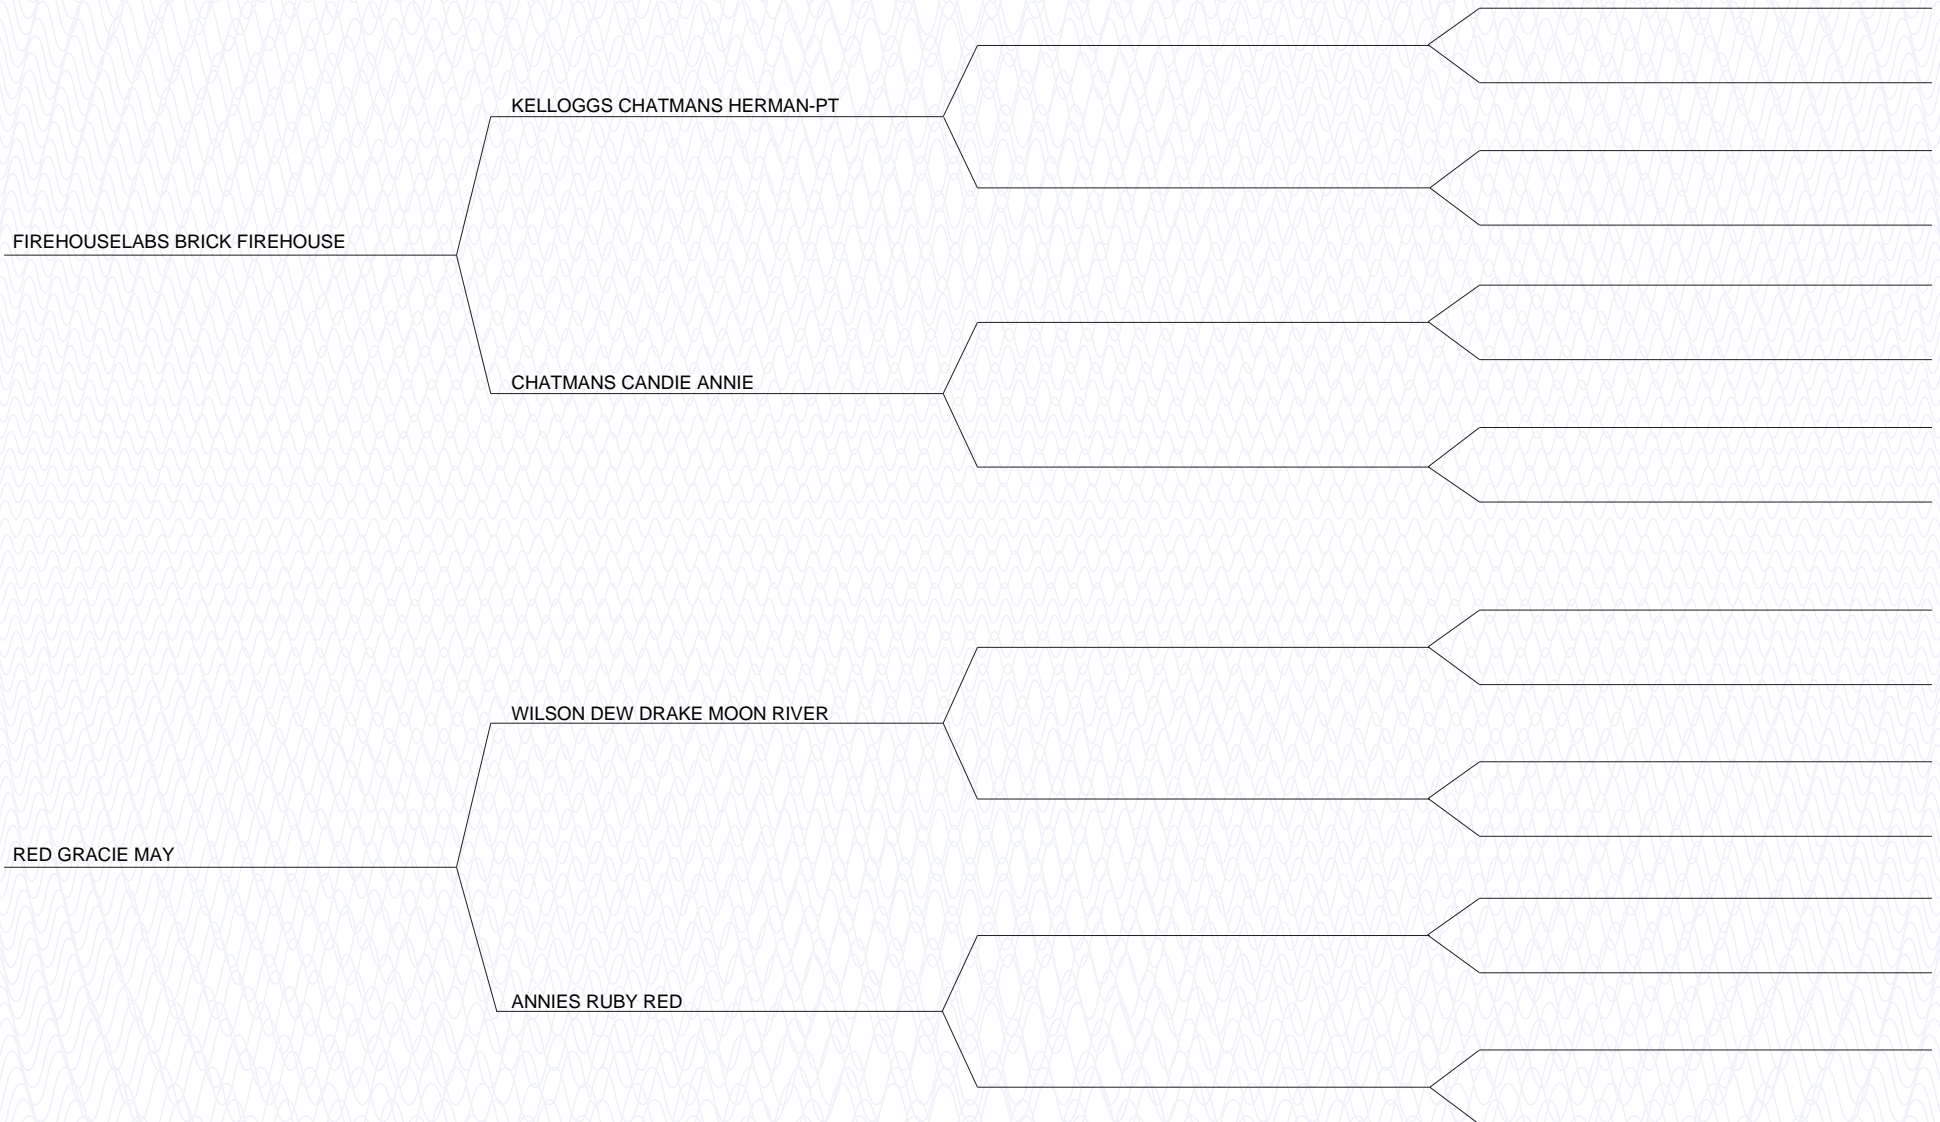 KELLOGGS CHATMANS HERMAN-PT
FIREHOUSELABS BRICK FIREHOUSE
CHATMANS CANDIE ANNIE
WILSON DEW DRAKE MOON RIVER
RED GRACIE MAY
ANNIES RUBY RED